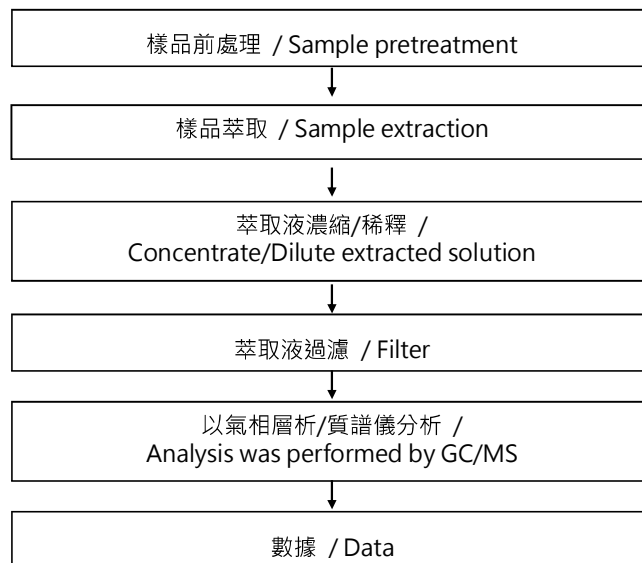 樣品前處理 / Sample pretreatment
樣品萃取 / Sample extraction
萃取液濃縮/稀釋 /
Concentrate/Dilute extracted solution
萃取液過濾 / Filter
以氣相層析/質譜儀分析 /
Analysis was performed by GC/MS
數據 / Data